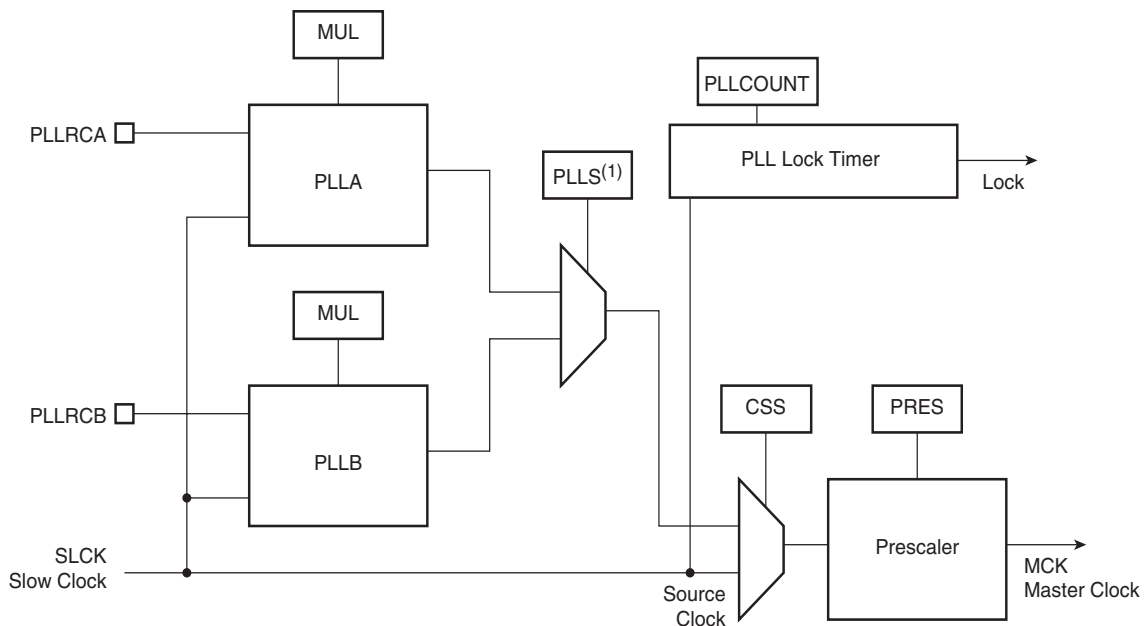 MUL
PLLRCA
PLLA
PLLCOUNT
PLL Lock Timer
Lock
PLLS(1)
MUL
PLLRCB
PLLB
CSS
PRES
Prescaler
SLCK
Slow Clock
Source
Clock
MCK
Master Clock